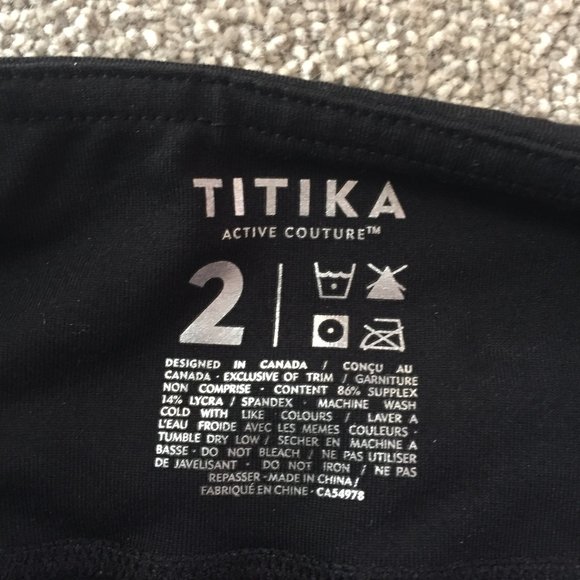 TITIKA
ACTIVE COUTURE™
2
DESIGNED IN CANADA / CONÇU AU
CANADA · EXCLUSIVE OF TRIM / GARNITURE
NON COMPRISE · CONTENT 86% SUPPLEX
14% LYCRA / SPANDEX · MACHINE WASH
COLD WITH LIKE COLOURS / LAVER A
L'EAU FROIDE AVEC LES MEMES COULEURS ·
TUMBLE DRY LOW / SECHER EN MACHINE A
BASSE · DO NOT BLEACH / NE PAS UTILISER
DE JAVELISANT · DO NOT IRON / NE PAS
REPASSER · MADE IN CHINA /
FABRIQUÉ EN CHINE · CA54978